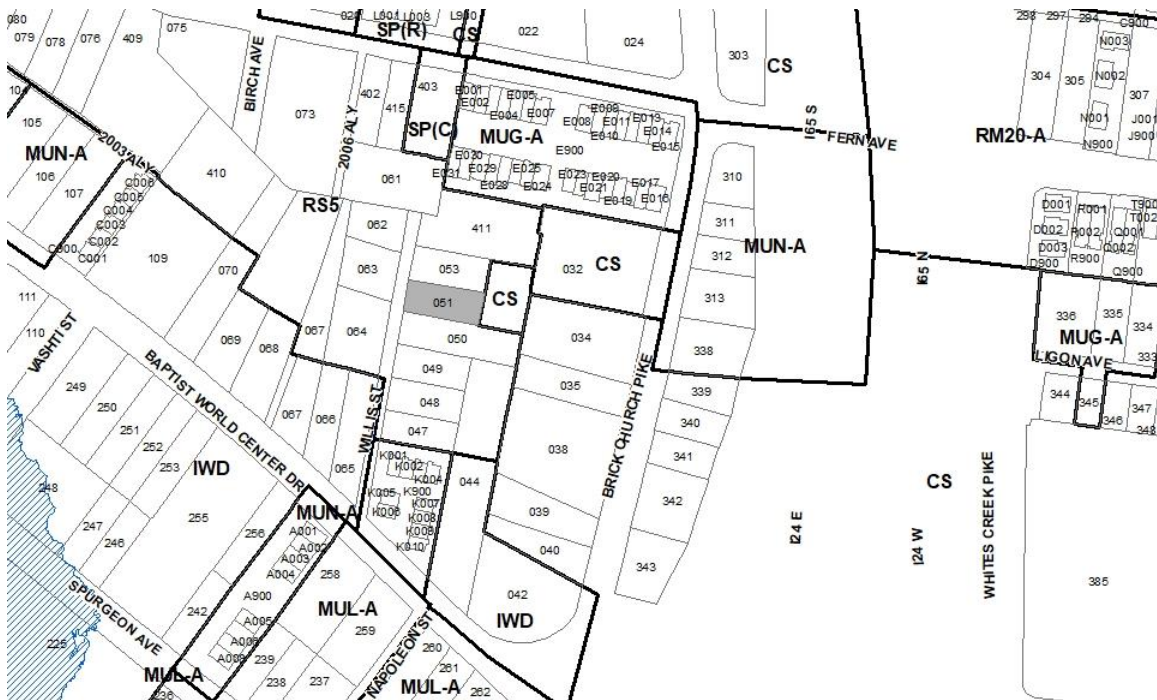 080
079
078
076
409
075
BIRCH AVE
028
L001
L003
L900
SP(R)
CS
022
024
303
CS
298
297
294
C900
N003
304
305
N002
307
N001
J001
J900
N900
104
105
MUN-A
106
107
2003 ALY
073
402
415
403
2006 ALY
SP(C)
E001
E002
E005
E004
E007
E009
E008
E011
E010
E013
E014
E015
MUG-A
E900
E030
E029
E031
E028
E025
E024
E023
E020
E021
E017
E019
E016
I65 S
FERN AVE
RM20-A
C006
C005
C004
C003
C002
C001
C900
410
061
RS5
062
063
064
411
053
051
050
CS
032
CS
310
311
312
313
MUN-A
I65 N
D001
D002
D003
D900
R001
R002
R900
T900
T002
Q001
Q002
Q900
109
070
069
068
067
111
110
VASHTI ST
BAPTIST WORLD CENTER DR
034
338
336
335
334
333
MUG-A
LIGON AVE
249
250
251
252
253
067
066
065
WILLIS ST
049
048
047
035
BRICK CHURCH PIKE
339
340
341
342
343
344
345
346
347
348
IWD
248
247
246
255
256
K001
K002
K004
K900
K005
K006
K007
K008
K009
K010
044
038
039
040
CS
I24 E
I24 W
WHITES CREEK PIKE
385
MUN-A
A001
A002
A003
A004
A900
A005
A006
A008
258
242
MUL-A
259
042
IWD
SPURGEON AVE
225
MUL-A
236
239
238
237
NAPOLEON ST
260
261
262
MUL-A